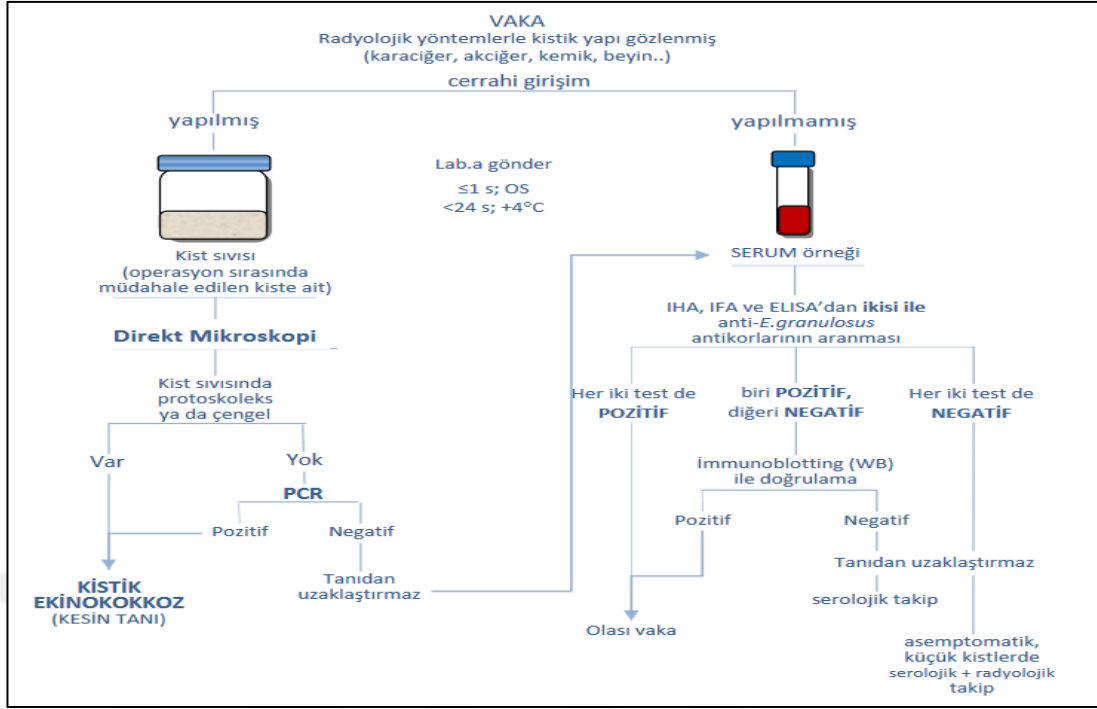 VAKA
Radyolojik yöntemlerle kistik yapı gözlenmiş
(karaciğer, akciğer, kemik, beyin..)
cerrahi girişim
yapılmış
yapılmamış
Lab.a gönder
≤1 s; OS
<24 s; +4°C
Kist sıvısı
(operasyon sırasında
müdahale edilen kiste ait)
Direkt Mikroskopi
Kist sıvısında
protoskoleks
ya da çengel
Var
Yok
PCR
Pozitif
Negatif
KİSTİK
EKİNOKOKKOZ
(KESİN TANI)
Tanıdan
uzaklaştırmaz
SERUM örneği
IHA, IFA ve ELISA’dan ikisi ile
anti-E.granulosus
antikorlarının aranması
Her iki test de
POZİTİF
biri POZİTİF,
diğeri NEGATİF
Her iki test de
NEGATİF
İmmunoblotting (WB)
ile doğrulama
Pozitif
Negatif
Tanıdan uzaklaştırmaz
serolojik takip
Olası vaka
asemptomatik,
küçük kistlerde
serolojik + radyolojik
takip